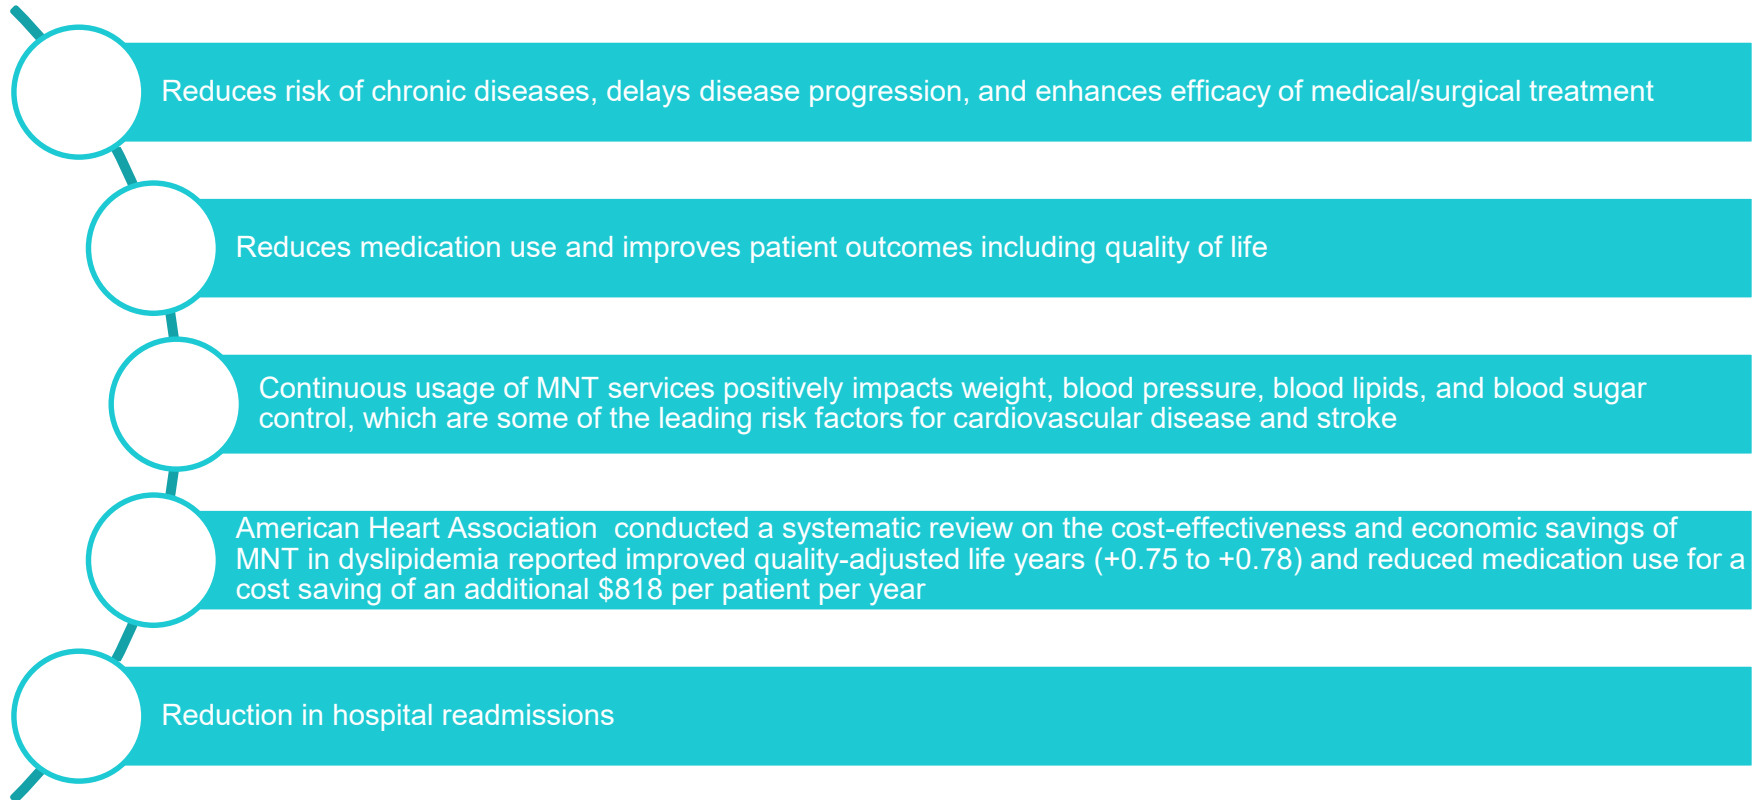 Reduces risk of chronic diseases, delays disease progression, and enhances efficacy of medical/surgical treatment
Reduces medication use and improves patient outcomes including quality of life
Continuous usage of MNT services positively impacts weight, blood pressure, blood lipids, and blood sugar
control, which are some of the leading risk factors for cardiovascular disease and stroke
American Heart Association  conducted a systematic review on the cost-effectiveness and economic savings of
MNT in dyslipidemia reported improved quality-adjusted life years (+0.75 to +0.78) and reduced medication use for a
cost saving of an additional $818 per patient per year
Reduction in hospital readmissions